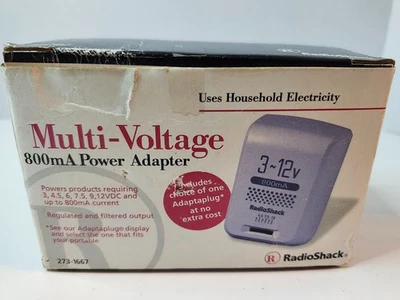 Uses Household Electricity
Multi-Voltage
800mA Power Adapter
Powers products requiring
3, 4.5, 6, 7.5, 9, 12VDC and
up to 800mA current
Regulated and filtered output
*See our Adaptaplug display
and select the one that fits
your portable
273-1667
Includes
choice of one
Adaptaplug*
at no
extra cost
3~12v
800mA
RadioShack
R RadioShack